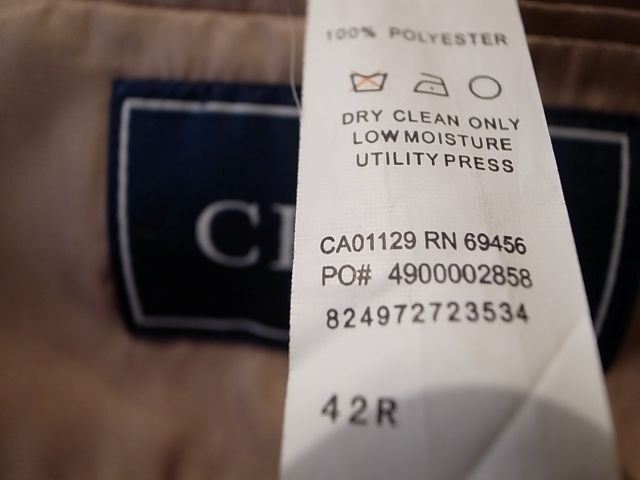 100% POLYESTER
DRY CLEAN ONLY
LOW MOISTURE
UTILITY PRESS
CA01129 RN 69456
PO# 4900002858
824972723534
42R